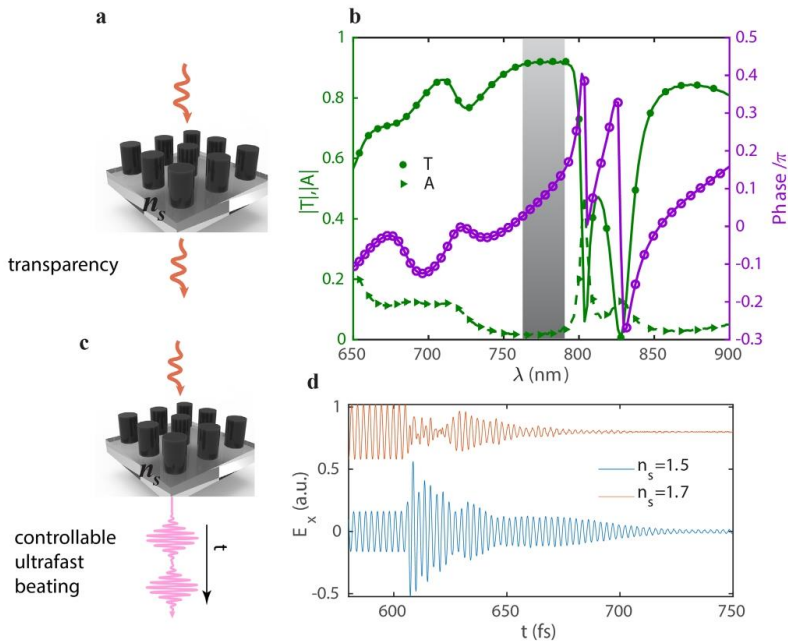 a
n_s
transparency
b
|T|,|A|
1
0.8
0.6
0.4
0.2
0
T
A
650
700
750
800
850
900
λ (nm)
0.5
0.4
0.3
0.2
0.1
0
-0.1
-0.2
-0.3
Phase/π
c
n_s
controllable
ultrafast
beating
t
d
E_x (a.u.)
1
0.5
0
-0.5
n_s=1.5
n_s=1.7
600
650
700
750
t (fs)